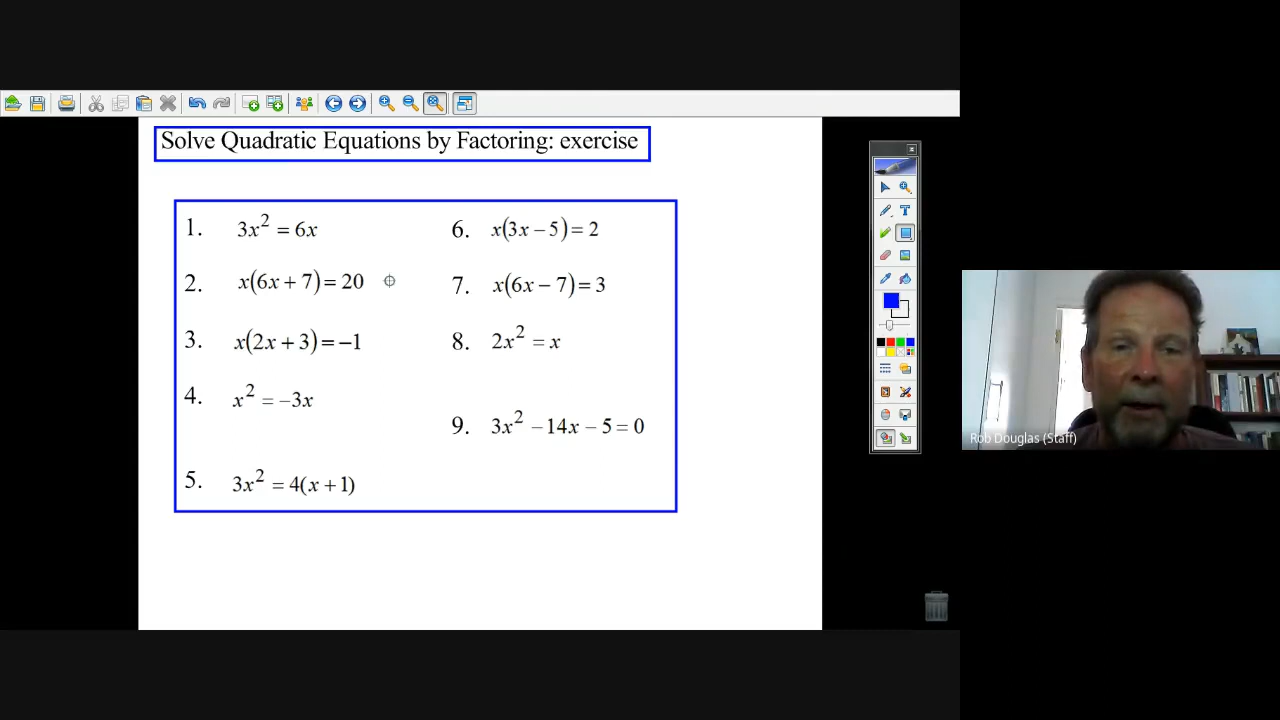 Solve Quadratic Equations by Factoring: exercise
1. 3x² = 6x
2. x(6x + 7) = 20
3. x(2x + 3) = −1
4. x² = −3x
5. 3x² = 4(x + 1)
6. x(3x − 5) = 2
7. x(6x − 7) = 3
8. 2x² = x
9. 3x² − 14x − 5 = 0
Rob Douglas (Staff)